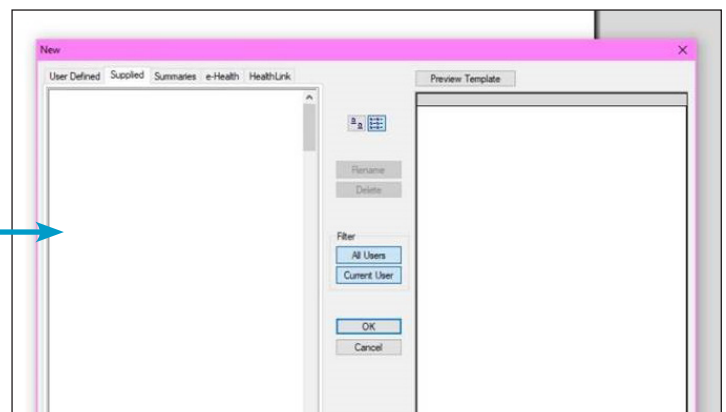 New
User Defined Supplied Summaries e-Health HealthLink
Preview Template
Rename
Delete
Filter
All Users
Current User
OK
Cancel